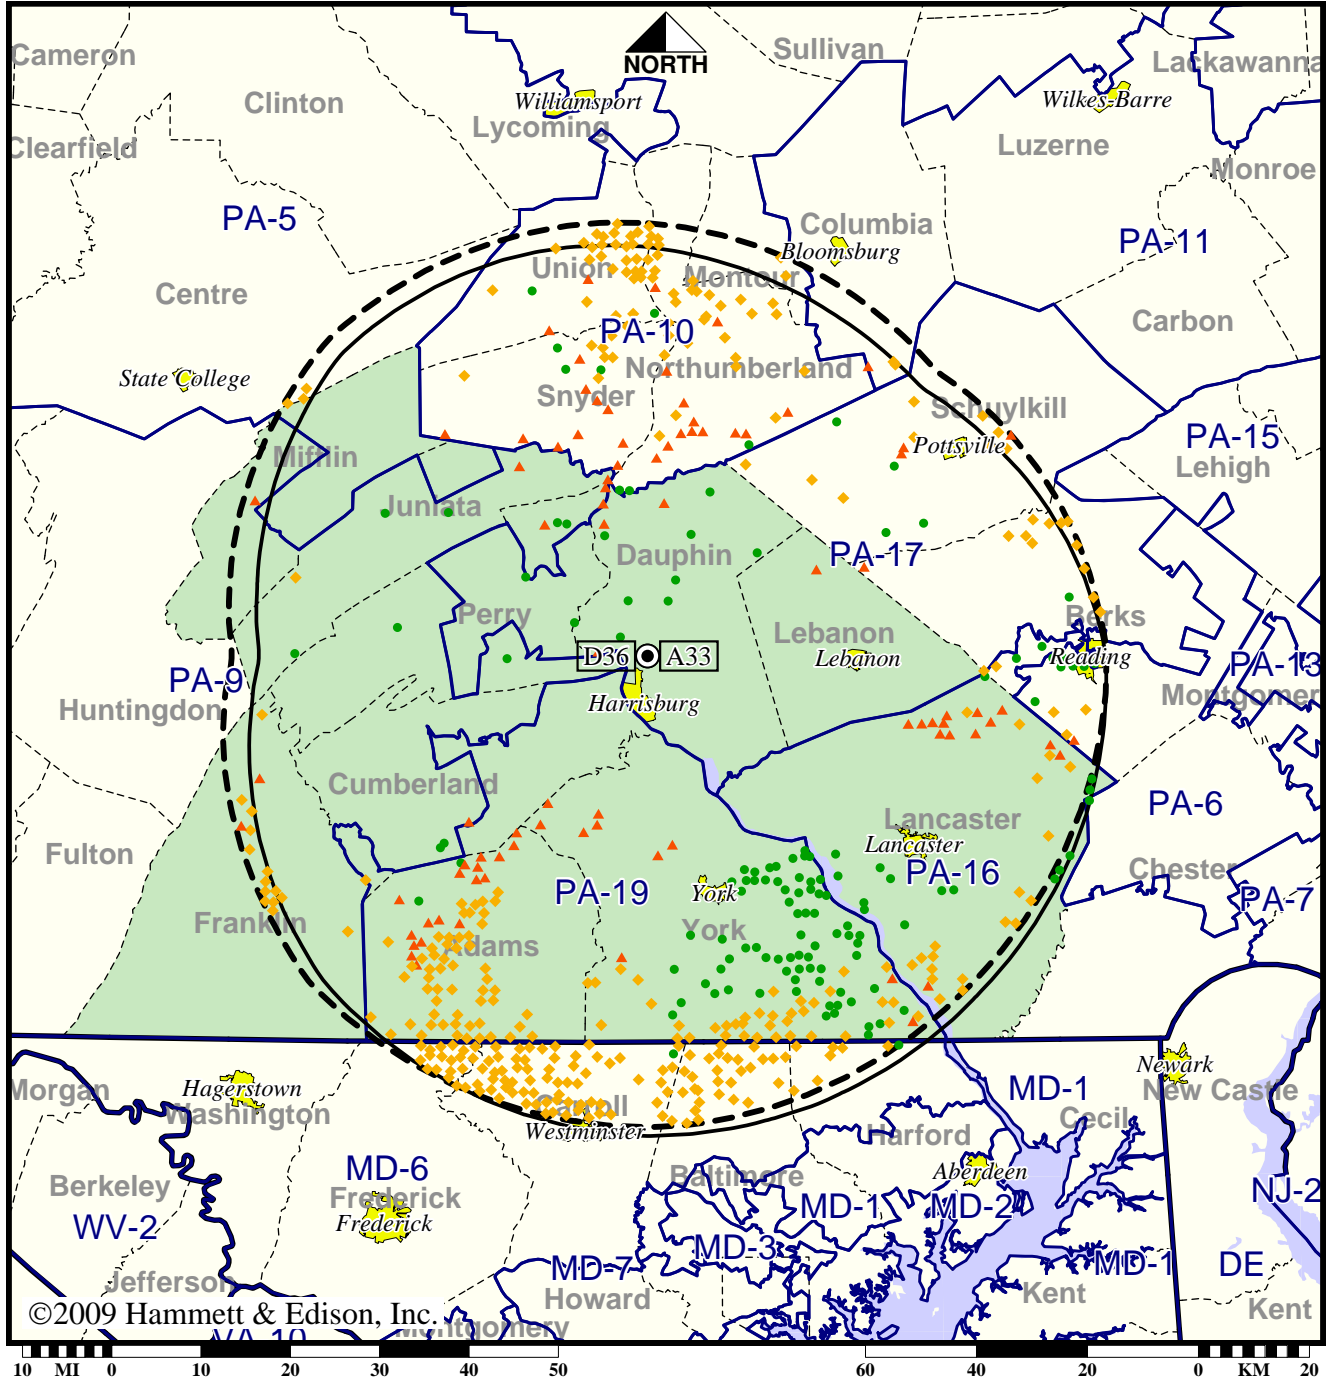 Cameron
Clinton
Sullivan
Lackawanna
NORTH
Williamsport
Wilkes-Barre
Lycoming
Clearfield
Luzerne
Monroe
PA-5
Columbia
Bloomsburg
PA-11
Union
Montour
Centre
Carbon
PA-10
State College
Northumberland
Snyder
Schuylkill
Pottsville
PA-15
Lehigh
Mifflin
Juniata
Dauphin
PA-17
Perry
Berks
Lebanon
Lebanon
D36
A33
Reading
PA-13
PA-9
Montgomer
Huntingdon
Harrisburg
Cumberland
PA-6
Lancaster
Lancaster
Fulton
PA-16
Chester
PA-19
York
PA-7
Franklin
York
Adams
Newark
Morgan
Hagerstown
Washington
MD-1
New Castle
Carroll
Westminster
Cecil
Harford
MD-6
Baltimore
Aberdeen
Berkeley
Frederick
Frederick
MD-1
MD-2
NJ-2
WV-2
MD-3
MD-7
MD-1
DE
Jefferson
Howard
Kent
Kent
©2009 Hammett & Edison, Inc.
VA-10
Montgomery
10 MI 0 10 20 30 40 50
60 40 20 0 KM 20